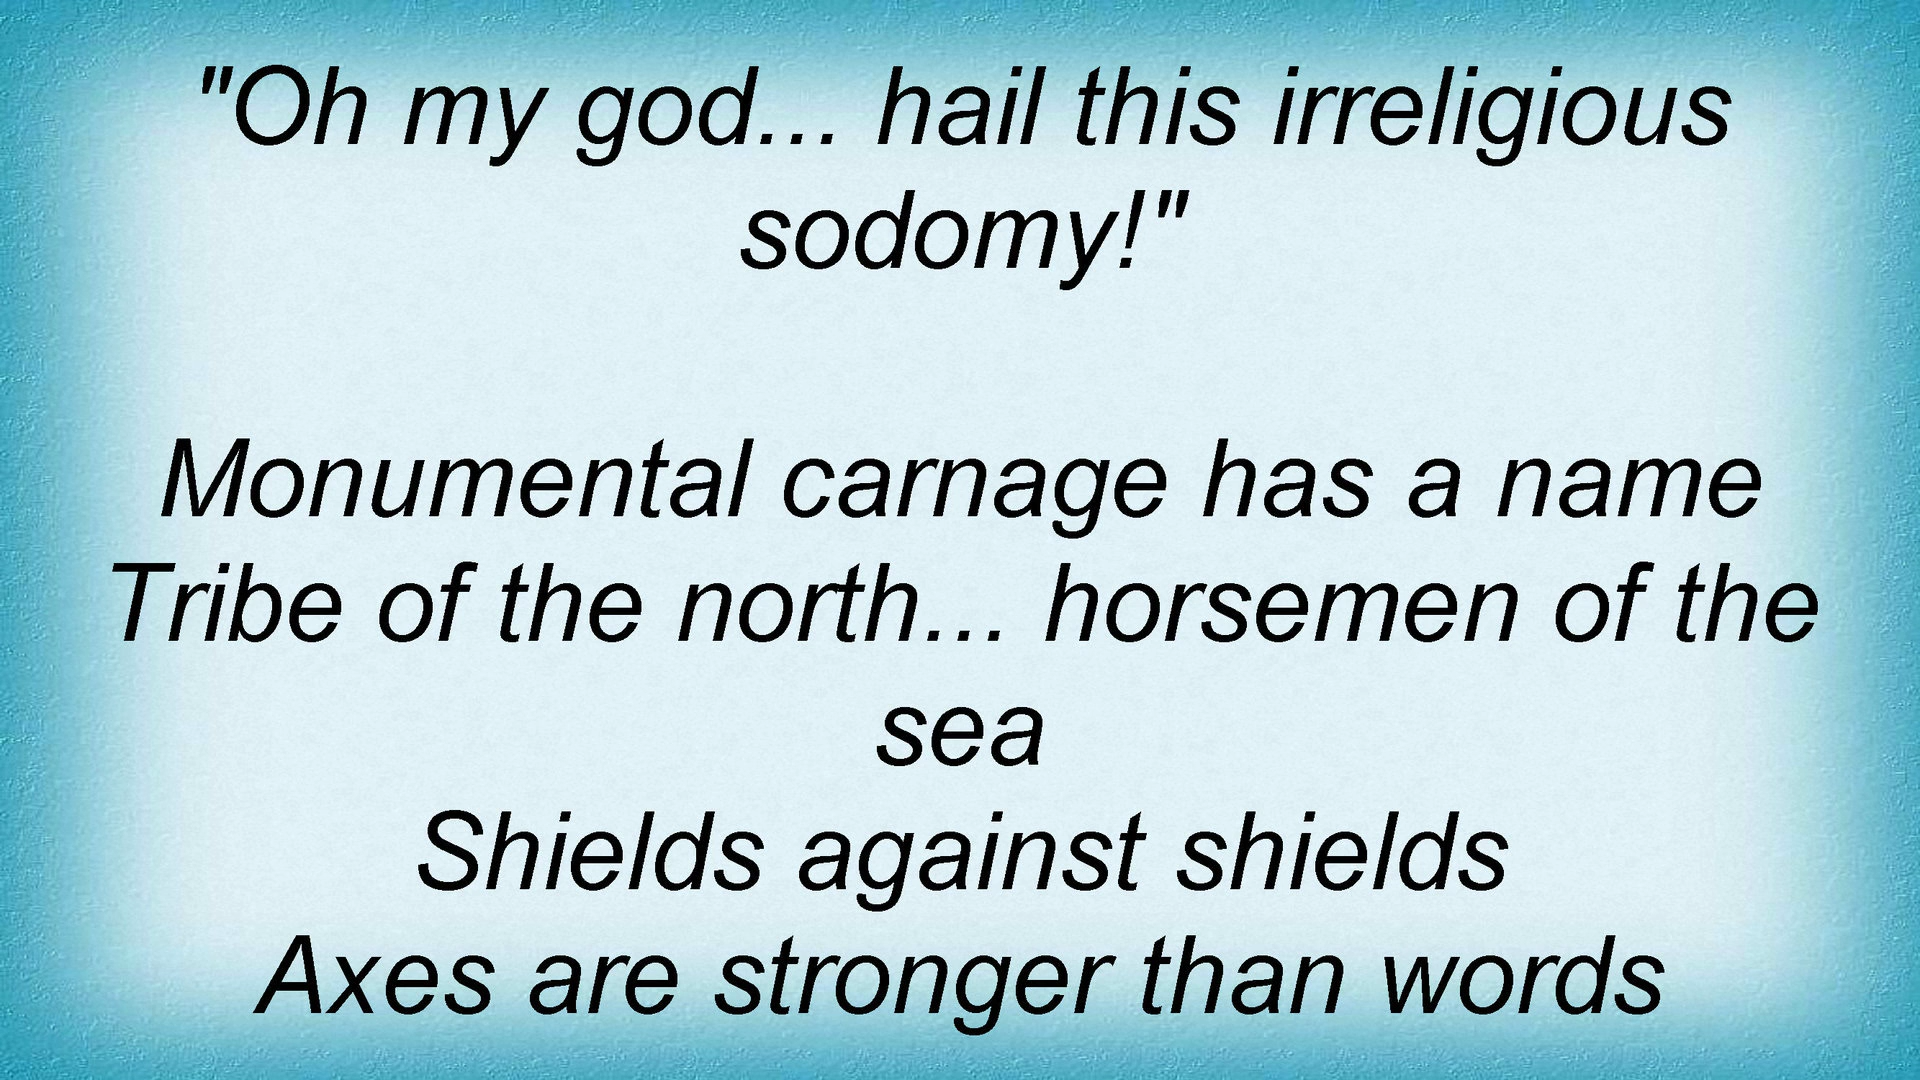 "Oh my god... hail this irreligious
sodomy!"
Monumental carnage has a name
Tribe of the north... horsemen of the
sea
Shields against shields
Axes are stronger than words